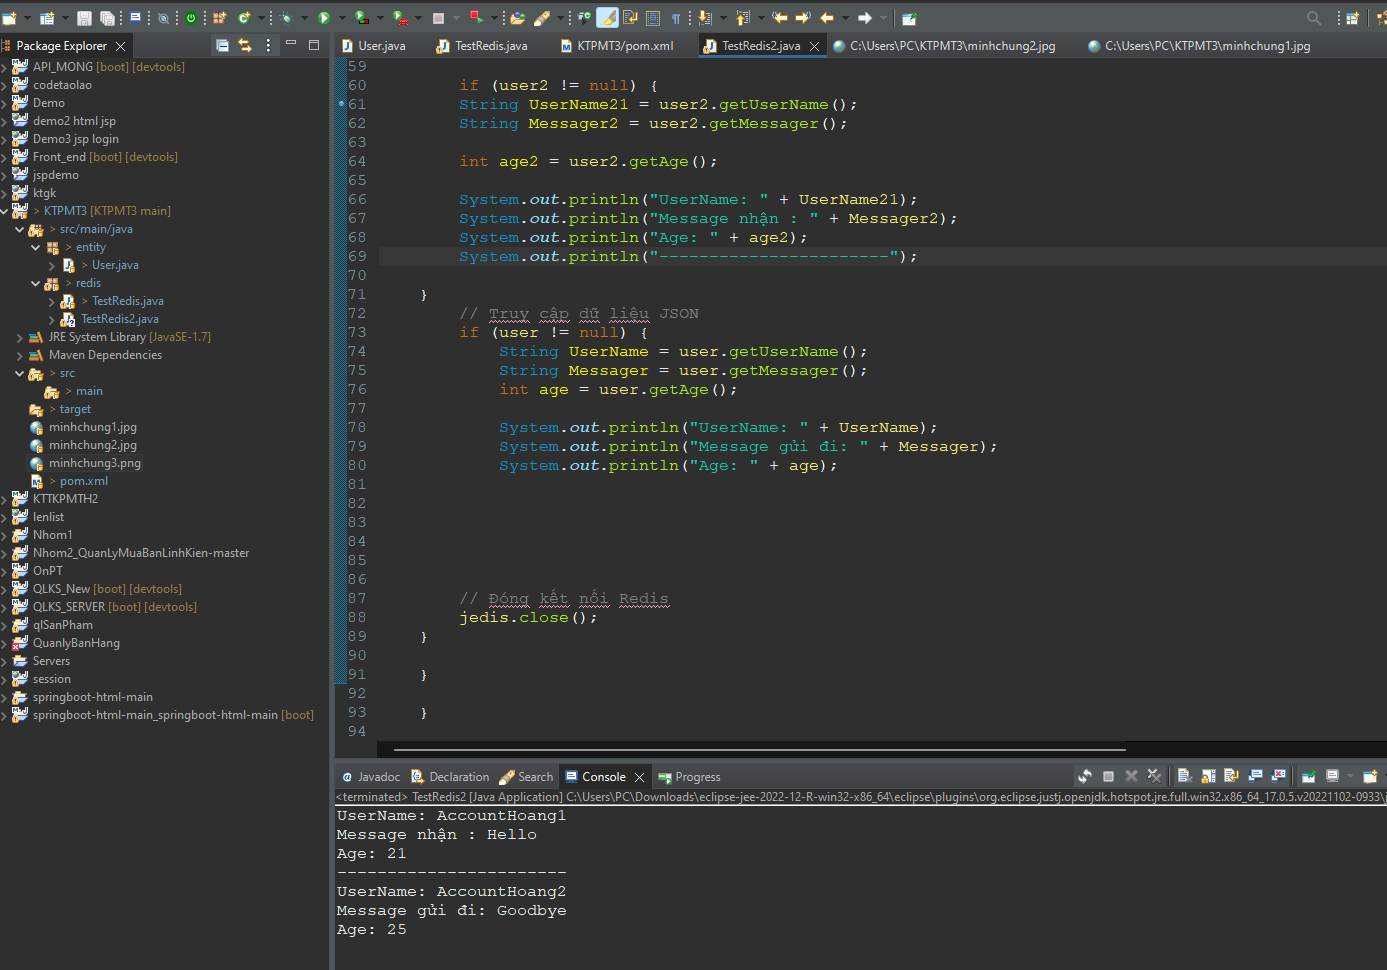 Package Explorer
API_MONG [boot] [devtools]
codetaolao
Demo
demo2 html jsp
Demo3 jsp login
Front_end [boot] [devtools]
jspdemo
ktgk
> KTPMT3 [KTPMT3 main]
> src/main/java
> entity
> User.java
> redis
> TestRedis.java
TestRedis2.java
JRE System Library [JavaSE-1.7]
Maven Dependencies
> src
> main
> target
minhchung1.jpg
minhchung2.jpg
minhchung3.png
> pom.xml
KTTKPMTH2
lenlist
Nhom1
Nhom2_QuanLyMuaBanLinhKien-master
OnPT
QLKS_New [boot] [devtools]
QLKS_SERVER [boot] [devtools]
qlSanPham
QuanlyBanHang
Servers
session
springboot-html-main
springboot-html-main_springboot-html-main [boot]
User.java TestRedis.java KTPMT3/pom.xml TestRedis2.java C:\Users\PC\KTPMT3\minhchung2.jpg C:\Users\PC\KTPMT3\minhchung1.jpg
59
60 if (user2 != null) {
61 String UserName21 = user2.getUserName();
62 String Messager2 = user2.getMessager();
63
64 int age2 = user2.getAge();
65
66 System.out.println("UserName: " + UserName21);
67 System.out.println("Message nhận : " + Messager2);
68 System.out.println("Age: " + age2);
69 System.out.println("-----------------------");
70
71 }
72 // Truy cập dữ liệu JSON
73 if (user != null) {
74 String UserName = user.getUserName();
75 String Messager = user.getMessager();
76 int age = user.getAge();
77
78 System.out.println("UserName: " + UserName);
79 System.out.println("Message gửi đi: " + Messager);
80 System.out.println("Age: " + age);
81
82
83
84
85
86
87 // Đóng kết nối Redis
88 jedis.close();
89 }
90
91 }
92
93 }
94
Javadoc Declaration Search Console Progress
<terminated> TestRedis2 [Java Application] C:\Users\PC\Downloads\eclipse-jee-2022-12-R-win32-x86_64\eclipse\plugins\org.eclipse.justj.openjdk.hotspot.jre.full.win32.x86_64_17.0.5.v20221102-0933\j
UserName: AccountHoang1
Message nhận : Hello
Age: 21
-----------------------
UserName: AccountHoang2
Message gửi đi: Goodbye
Age: 25